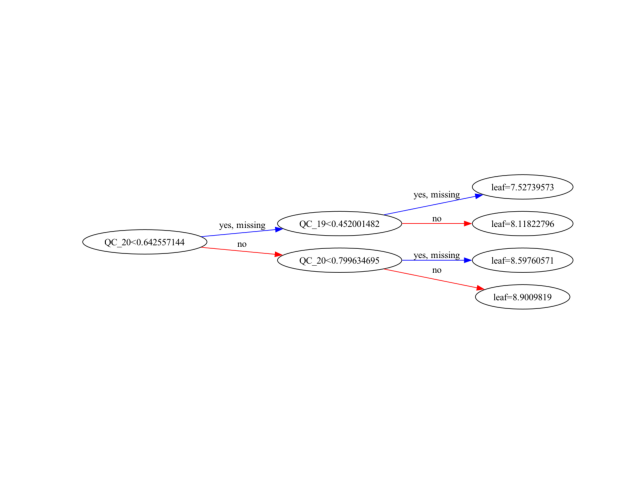 leaf=7.52739573
yes, missing
no
QC_19<0.452001482
leaf=8.11822796
yes, missing
QC_20<0.642557144
no
yes, missing
QC_20<0.799634695
leaf=8.59760571
no
leaf=8.9009819